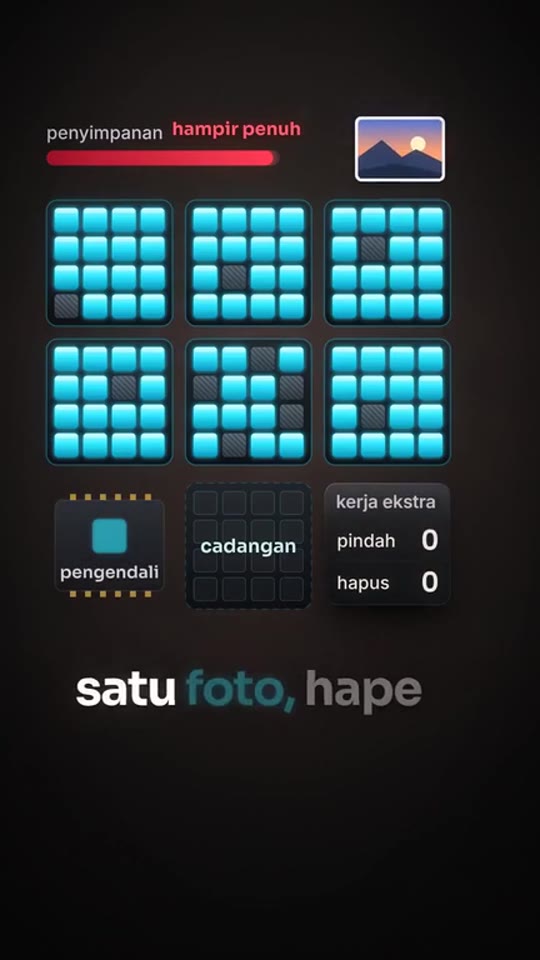 penyimpanan hampir penuh
pengendali
cadangan
kerja ekstra
pindah 0
hapus 0
satu foto, hape